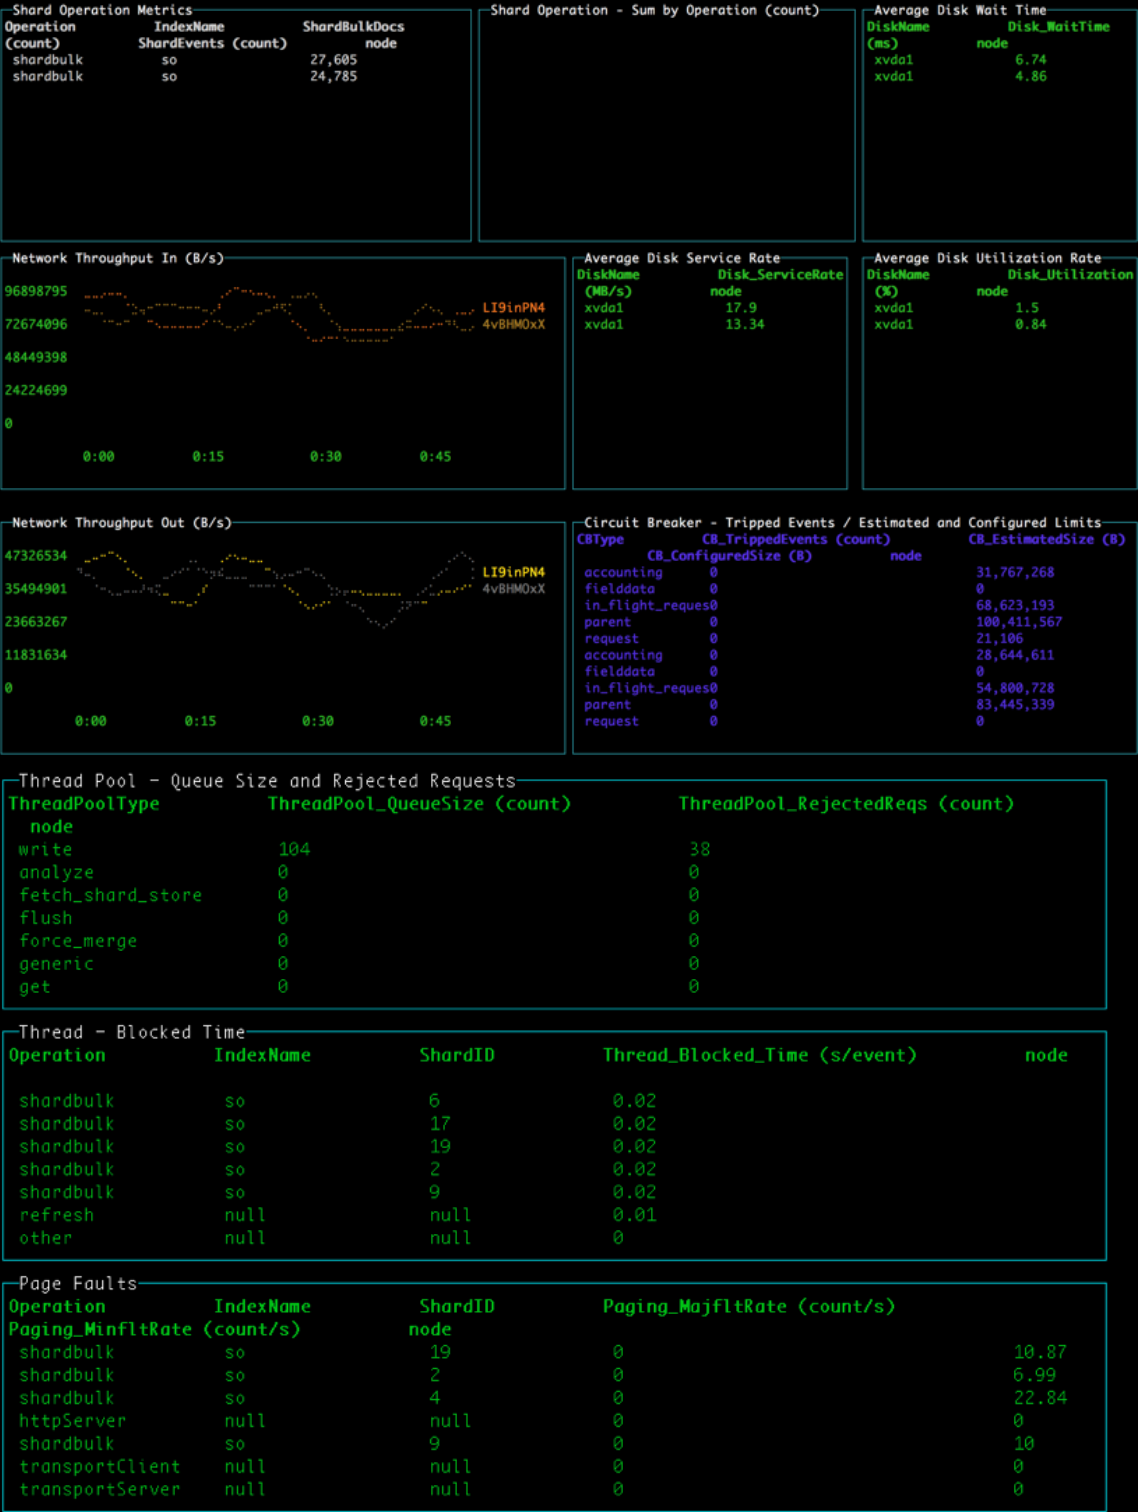 Shard Operation Metrics
Operation IndexName ShardBulkDocs
(count) ShardEvents (count) node
shardbulk so 27,605
shardbulk so 24,785
Shard Operation - Sum by Operation (count)
Average Disk Wait Time
DiskName Disk_WaitTime
(ms) node
xvda1 6.74
xvda1 4.86
Network Throughput In (B/s)
96898795
LI9inPN4
72674096
4vBHMOxX
48449398
24224699
0
0:00 0:15 0:30 0:45
Average Disk Service Rate
DiskName Disk_ServiceRate
(MB/s) node
xvda1 17.9
xvda1 13.34
Average Disk Utilization Rate
DiskName Disk_Utilization
(%) node
xvda1 1.5
xvda1 0.84
Network Throughput Out (B/s)
47326534
LI9inPN4
35494901
4vBHMOxX
23663267
11831634
0
0:00 0:15 0:30 0:45
Circuit Breaker - Tripped Events / Estimated and Configured Limits
CBType CB_TrippedEvents (count) CB_EstimatedSize (B)
CB_ConfiguredSize (B) node
accounting 0 31,767,268
fielddata 0 0
in_flight_reques0 68,623,193
parent 0 100,411,567
request 0 21,106
accounting 0 28,644,611
fielddata 0 0
in_flight_reques0 54,800,728
parent 0 83,445,339
request 0 0
Thread Pool - Queue Size and Rejected Requests
ThreadPoolType ThreadPool_QueueSize (count) ThreadPool_RejectedReqs (count)
node
write 104 38
analyze 0 0
fetch_shard_store 0 0
flush 0 0
force_merge 0 0
generic 0 0
get 0 0
Thread - Blocked Time
Operation IndexName ShardID Thread_Blocked_Time (s/event) node
shardbulk so 6 0.02
shardbulk so 17 0.02
shardbulk so 19 0.02
shardbulk so 2 0.02
shardbulk so 9 0.02
refresh null null 0.01
other null null 0
Page Faults
Operation IndexName ShardID Paging_MajfltRate (count/s)
Paging_MinfltRate (count/s) node
shardbulk so 19 0 10.87
shardbulk so 2 0 6.99
shardbulk so 4 0 22.84
httpServer null null 0 0
shardbulk so 9 0 10
transportClient null null 0 0
transportServer null null 0 0